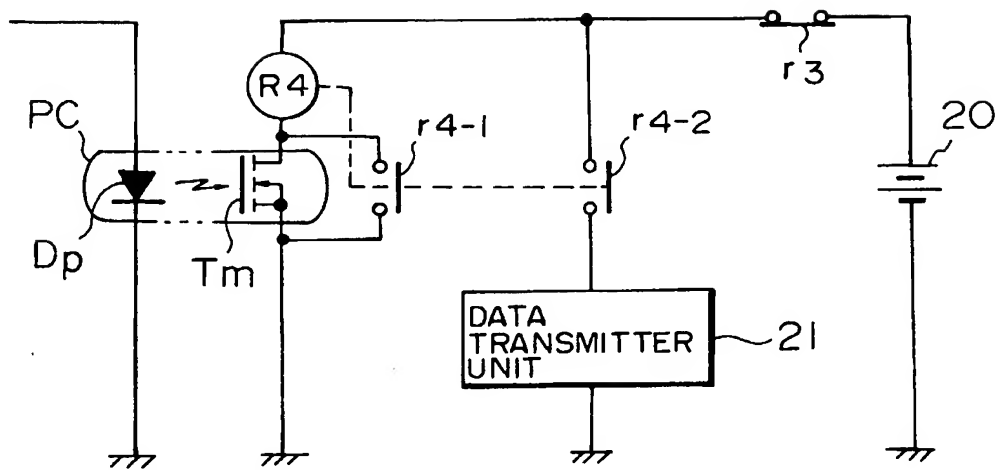 R4
r3
PC
r4-1
r4-2
20
Dp
Tm
DATA
TRANSMITTER
UNIT
21